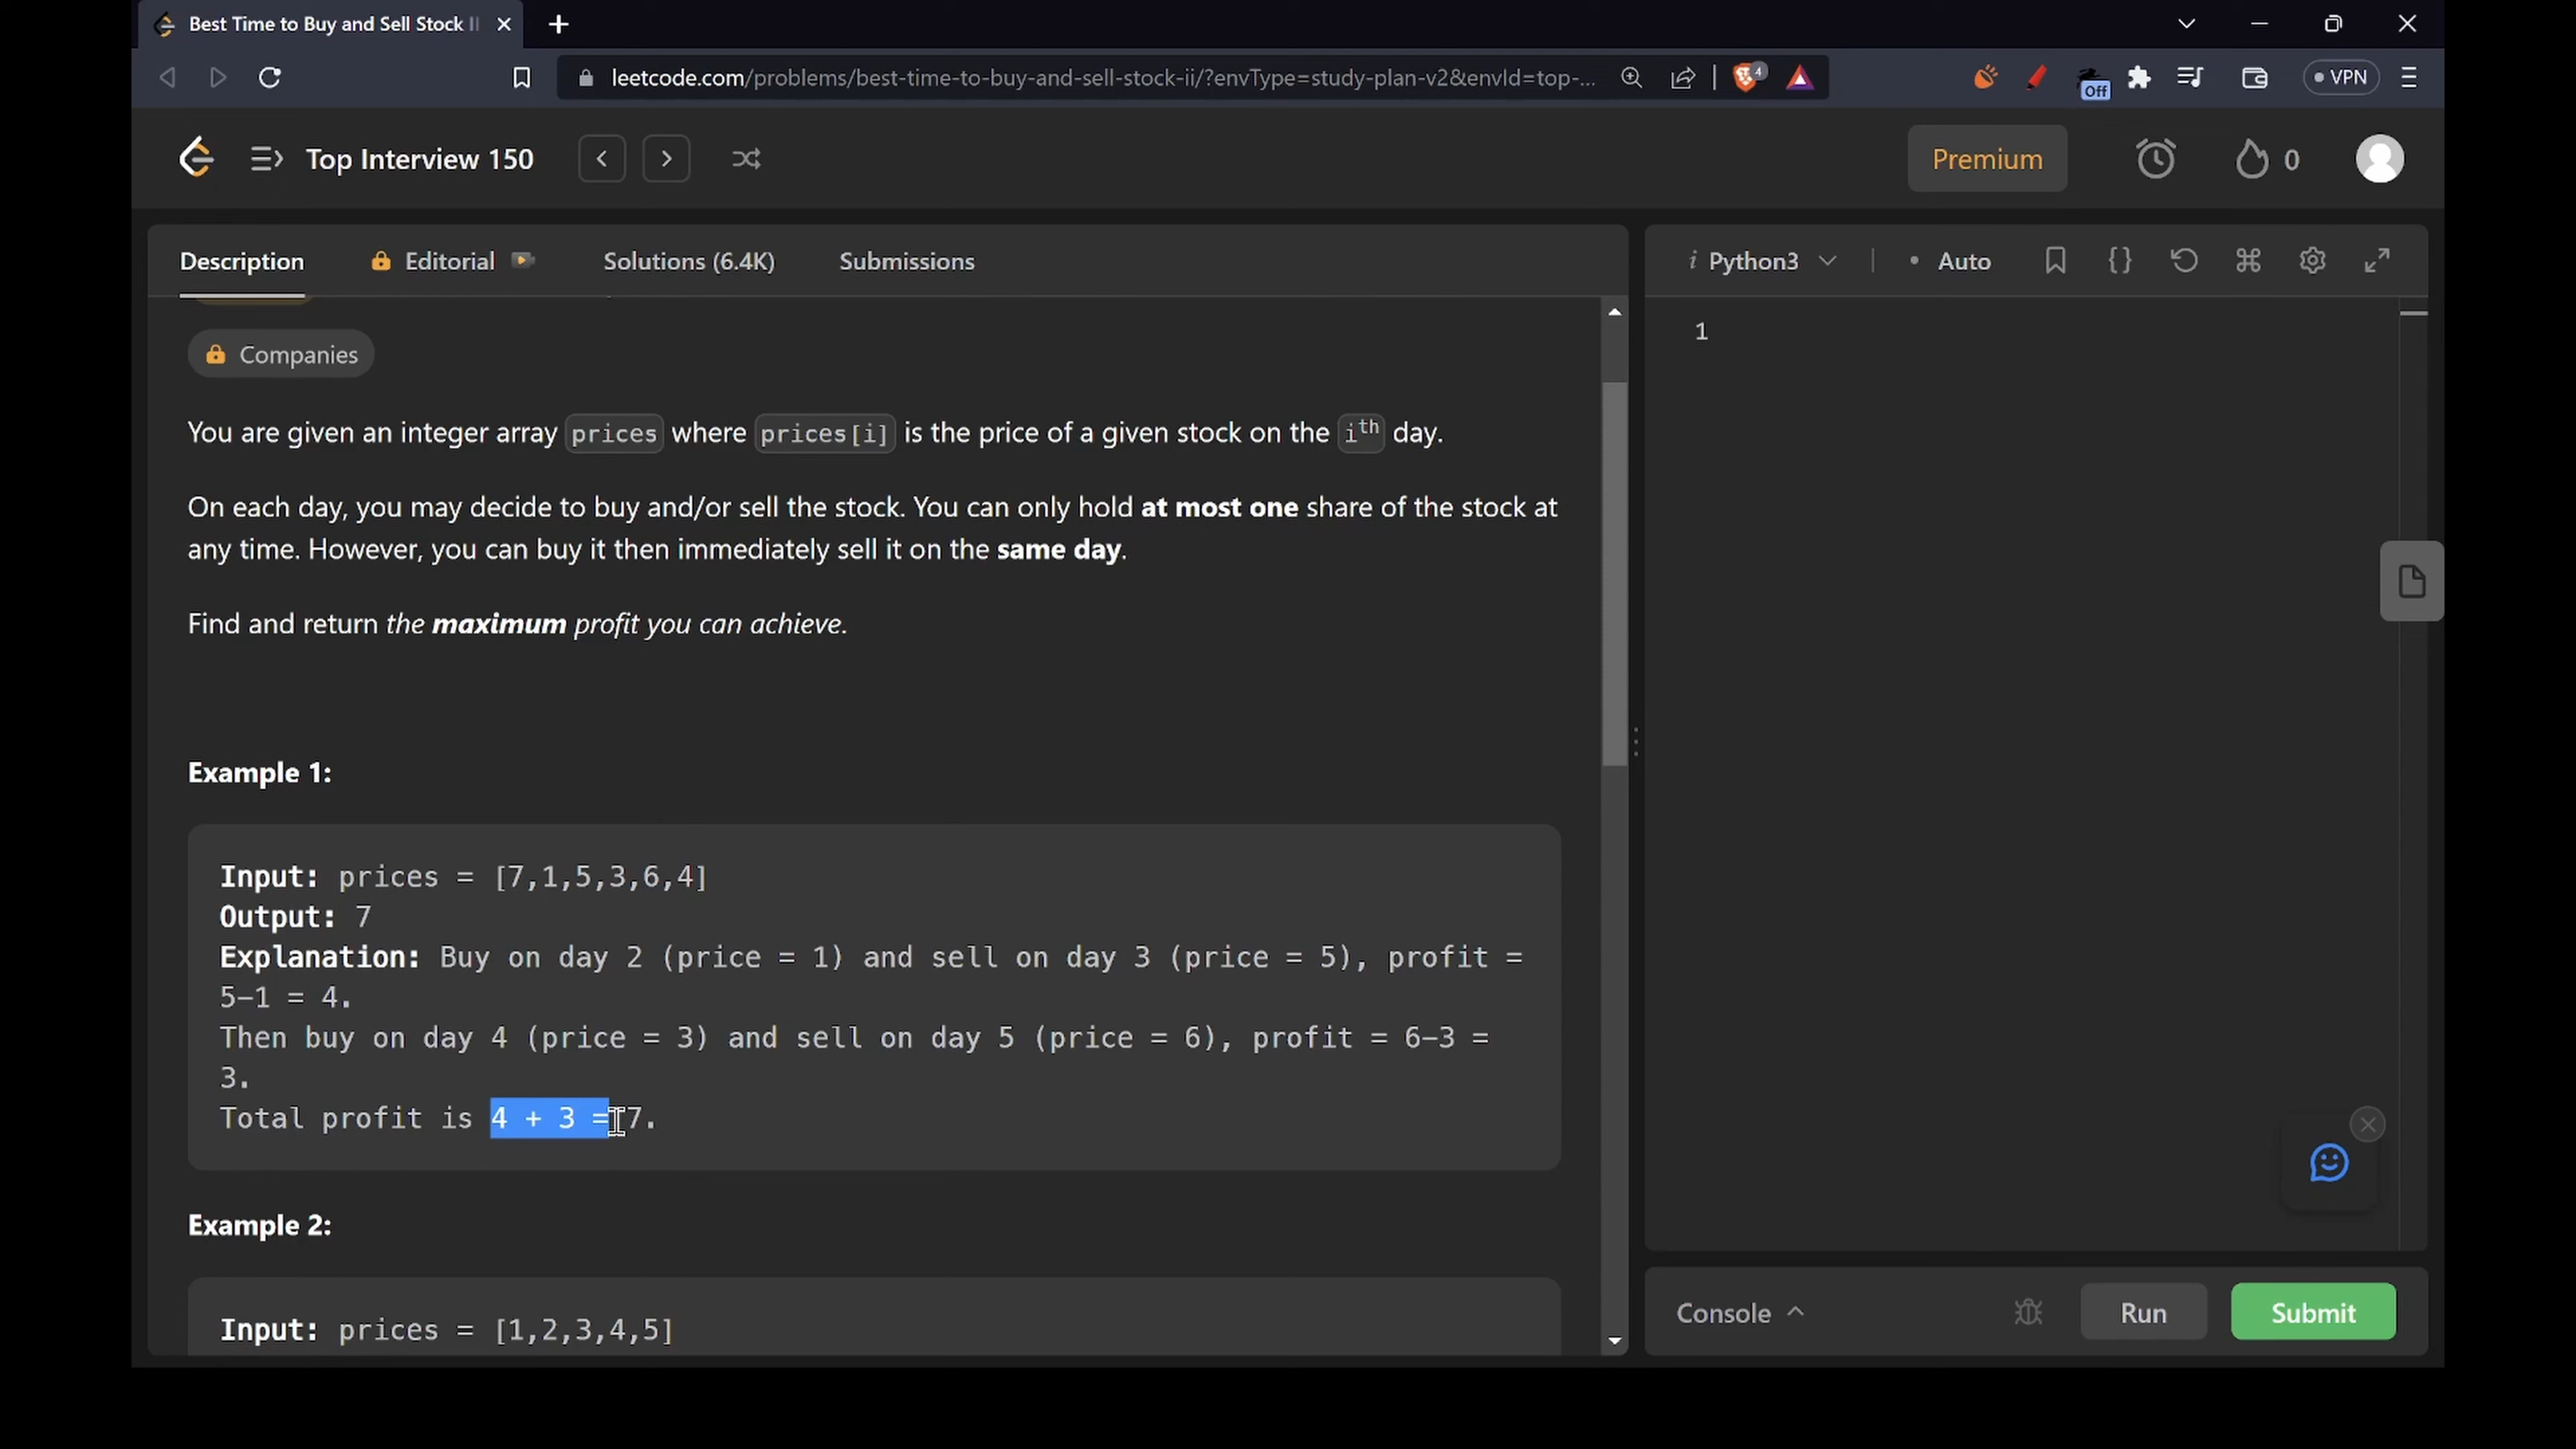 Best Time to Buy and Sell Stock II
leetcode.com/problems/best-time-to-buy-and-sell-stock-ii/?envType=study-plan-v2&envId=top-...
4
Off
VPN
Top Interview 150
Premium
0
Description
Editorial
Solutions (6.4K)
Submissions
Python3
Auto
Companies
You are given an integer array prices where prices[i] is the price of a given stock on the ith day.
On each day, you may decide to buy and/or sell the stock. You can only hold at most one share of the stock at
any time. However, you can buy it then immediately sell it on the same day.
Find and return the maximum profit you can achieve.
Example 1:
Input: prices = [7,1,5,3,6,4]
Output: 7
Explanation: Buy on day 2 (price = 1) and sell on day 3 (price = 5), profit =
5-1 = 4.
Then buy on day 4 (price = 3) and sell on day 5 (price = 6), profit = 6-3 =
3.
Total profit is 4 + 3 = 7.
Example 2:
Input: prices = [1,2,3,4,5]
1
Console
Run
Submit